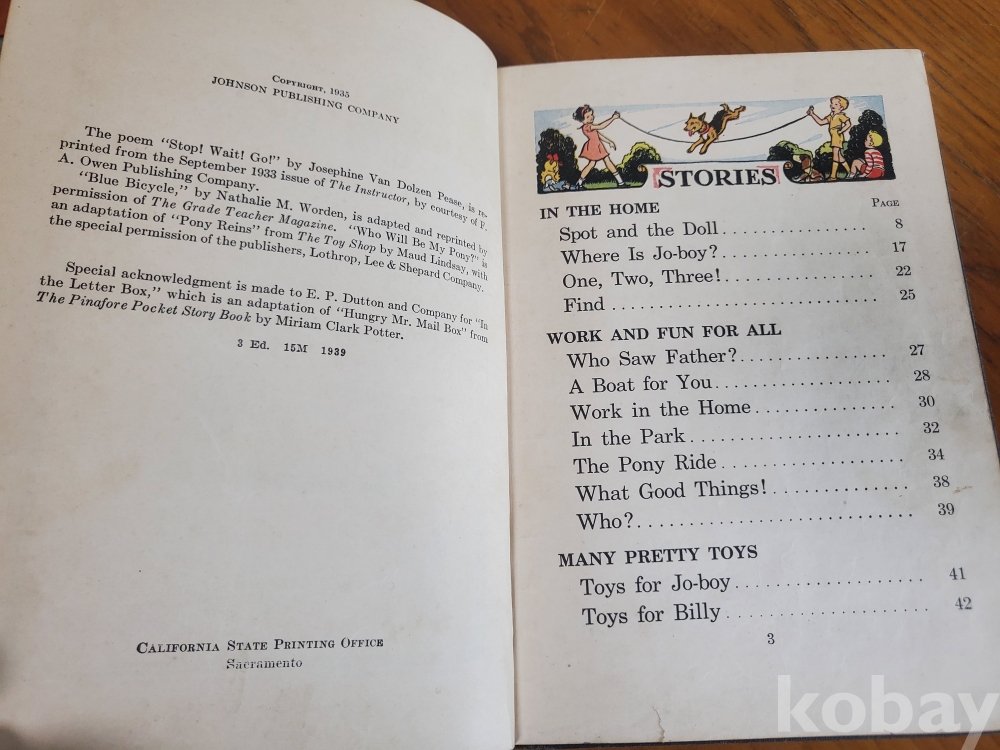 Copyright, 1935
JOHNSON PUBLISHING COMPANY
The poem "Stop! Wait! Go!" by Josephine Van Dolzen Pease, is re-
printed from the September 1933 issue of The Instructor, by courtesy of F.
A. Owen Publishing Company.
"Blue Bicycle," by Nathalie M. Worden, is adapted and reprinted by
permission of The Grade Teacher Magazine. "Who Will Be My Pony?" is
an adaptation of "Pony Reins" from The Toy Shop by Maud Lindsay, with
the special permission of the publishers, Lothrop, Lee & Shepard Company.
Special acknowledgment is made to E. P. Dutton and Company for "In
the Letter Box," which is an adaptation of "Hungry Mr. Mail Box" from
The Pinafore Pocket Story Book by Miriam Clark Potter.
3 Ed. 15M 1939
CALIFORNIA STATE PRINTING OFFICE
Sacramento
STORIES
IN THE HOME Page
Spot and the Doll................ 8
Where Is Jo-boy?................ 17
One, Two, Three!................ 22
Find........................... 25
WORK AND FUN FOR ALL
Who Saw Father?................ 27
A Boat for You................... 28
Work in the Home............... 30
In the Park....................... 32
The Pony Ride.................... 34
What Good Things!............... 38
Who?............................ 39
MANY PRETTY TOYS
Toys for Jo-boy................... 41
Toys for Billy..................... 42
3
kobay